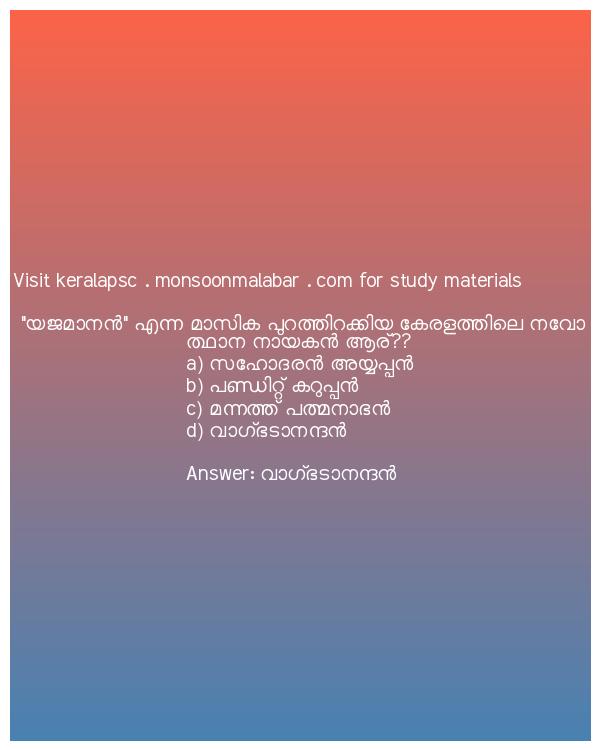 Visit keralapsc . monsoonmalabar . com for study materials
"യജമാനൻ" എന്ന മാസിക പുറത്തിറക്കിയ കേരളത്തിലെ നവോ
ത്ഥാന നായകൻ ആര്??
a) സഹോദരൻ അയ്യപ്പൻ
b) പണ്ഡിറ്റ് കറുപ്പൻ
c) മന്നത്ത് പത്മനാഭൻ
d) വാഗ്ഭടാനന്ദൻ
Answer: വാഗ്ഭടാനന്ദൻ